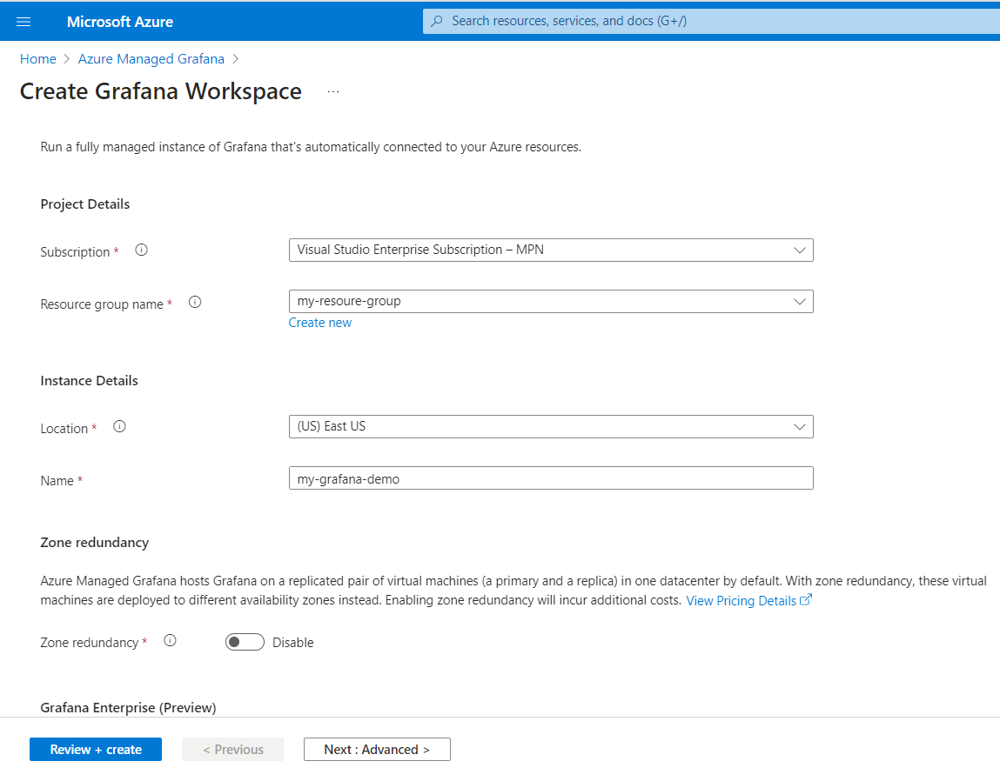 Microsoft Azure
Search resources, services, and docs (G+/)
Home > Azure Managed Grafana >
Create Grafana Workspace ...
Run a fully managed instance of Grafana that's automatically connected to your Azure resources.
Project Details
Subscription * Visual Studio Enterprise Subscription – MPN
Resource group name * my-resoure-group
Create new
Instance Details
Location * (US) East US
Name * my-grafana-demo
Zone redundancy
Azure Managed Grafana hosts Grafana on a replicated pair of virtual machines (a primary and a replica) in one datacenter by default. With zone redundancy, these virtual
machines are deployed to different availability zones instead. Enabling zone redundancy will incur additional costs. View Pricing Details
Zone redundancy * Disable
Grafana Enterprise (Preview)
Review + create < Previous Next : Advanced >